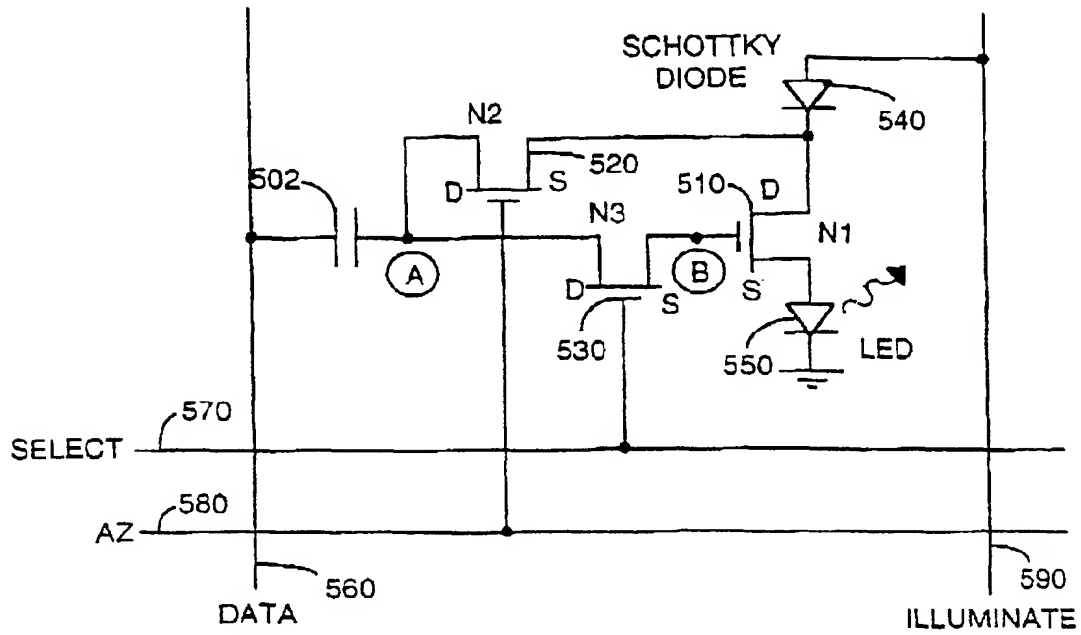 SCHOTTKY
DIODE
540
N2
502
520
D
S
510
D
N3
N1
A
B
D
S
S
530
550
LED
570
SELECT
580
AZ
560
590
DATA
ILLUMINATE